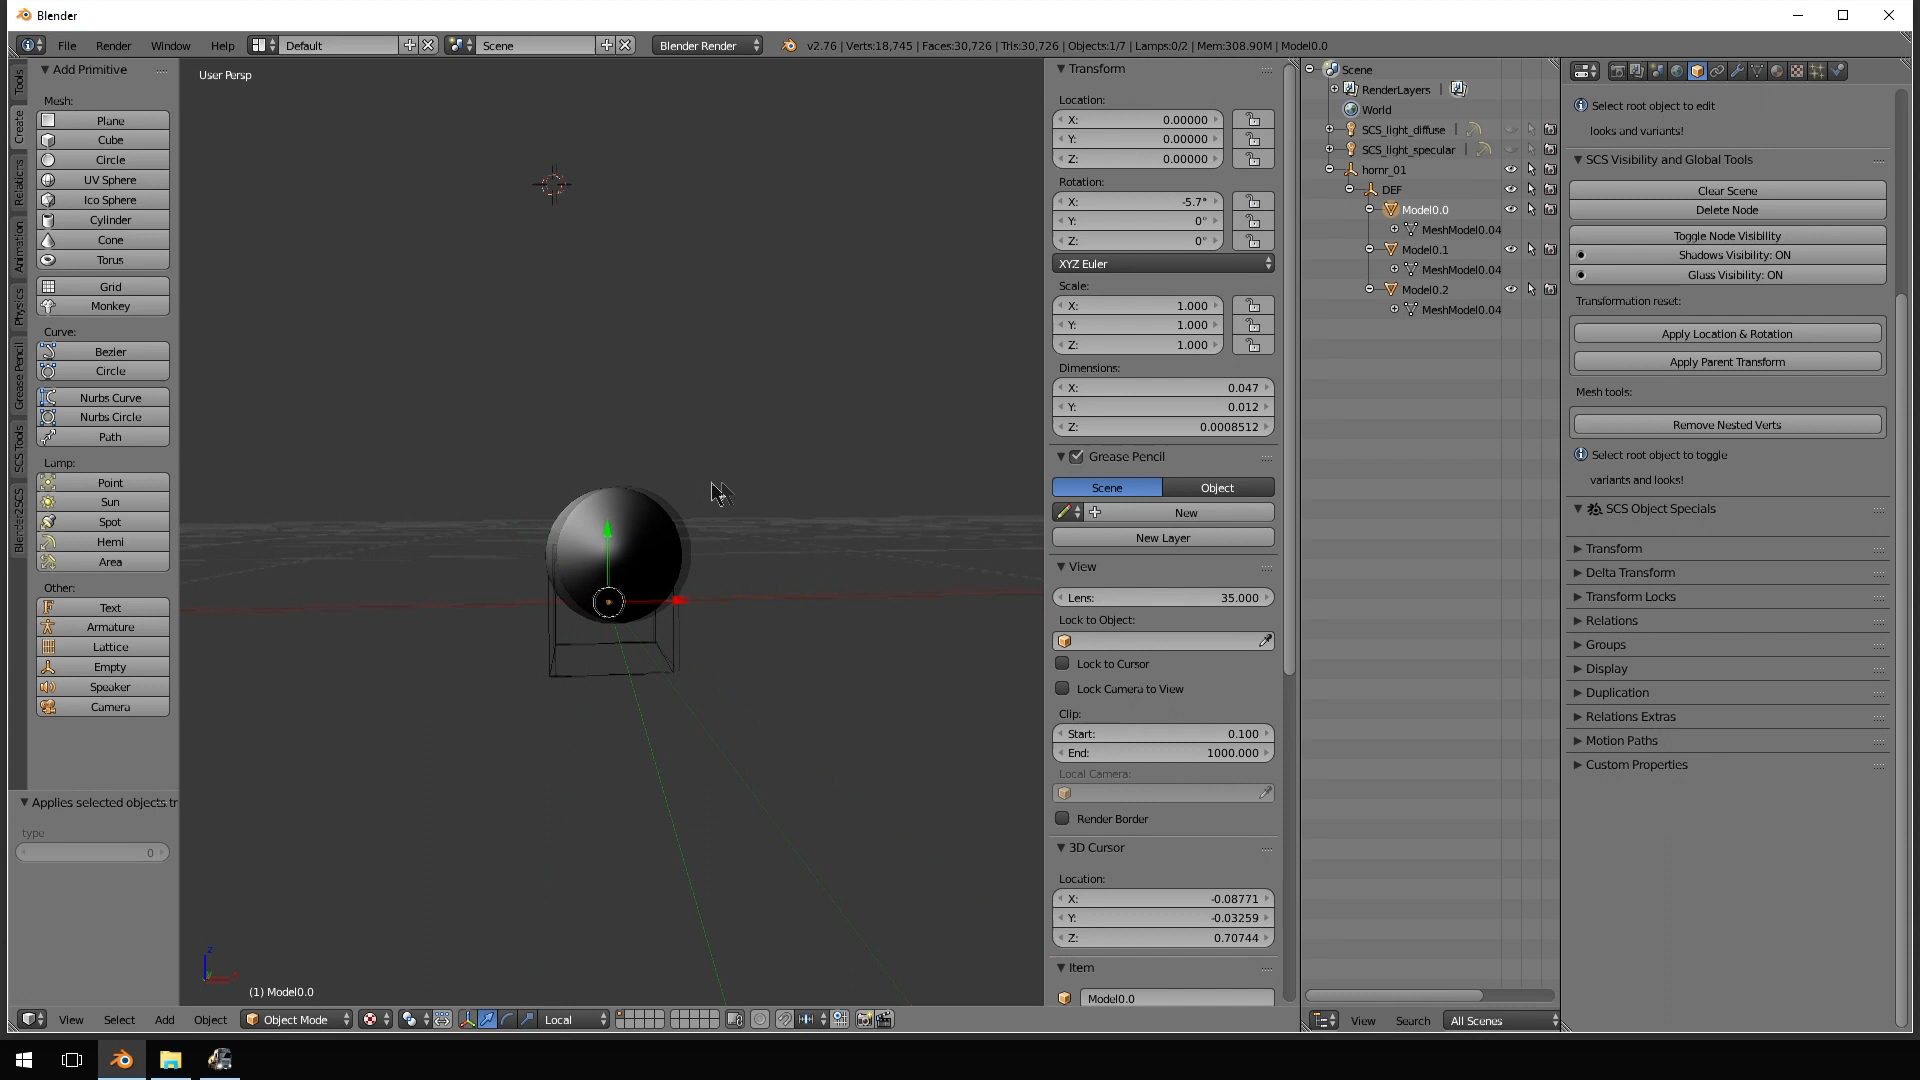 Blender
File Render Window Help Default Scene Blender Render v2.76 | Verts:18,745 | Faces:30,726 | Tris:30,726 | Objects:1/7 | Lamps:0/2 | Mem:308.90M | Model0.0
Tools
Create
Relations
Animation
Physics
Grease Pencil
SCS Tools
Blender2SCS
Add Primitive
Mesh:
Plane
Cube
Circle
UV Sphere
Ico Sphere
Cylinder
Cone
Torus
Grid
Monkey
Curve:
Bezier
Circle
Nurbs Curve
Nurbs Circle
Path
Lamp:
Point
Sun
Spot
Hemi
Area
Other:
Text
Armature
Lattice
Empty
Speaker
Camera
Applies selected objects tr
type
0
User Persp
(1) Model0.0
View Select Add Object Object Mode Local
Transform
Location:
X: 0.00000
Y: 0.00000
Z: 0.00000
Rotation:
X: -5.7°
Y: 0°
Z: 0°
XYZ Euler
Scale:
X: 1.000
Y: 1.000
Z: 1.000
Dimensions:
X: 0.047
Y: 0.012
Z: 0.0008512
Grease Pencil
Scene Object
New
New Layer
View
Lens: 35.000
Lock to Object:
Lock to Cursor
Lock Camera to View
Clip:
Start: 0.100
End: 1000.000
Local Camera:
Render Border
3D Cursor
Location:
X: -0.08771
Y: -0.03259
Z: 0.70744
Item
Model0.0
Scene
RenderLayers |
World
SCS_light_diffuse |
SCS_light_specular |
hornr_01
DEF
Model0.0
MeshModel0.04
Model0.1
MeshModel0.04
Model0.2
MeshModel0.04
View Search All Scenes
Select root object to edit
looks and variants!
SCS Visibility and Global Tools
Clear Scene
Delete Node
Toggle Node Visibility
Shadows Visibility: ON
Glass Visibility: ON
Transformation reset:
Apply Location & Rotation
Apply Parent Transform
Mesh tools:
Remove Nested Verts
Select root object to toggle
variants and looks!
SCS Object Specials
Transform
Delta Transform
Transform Locks
Relations
Groups
Display
Duplication
Relations Extras
Motion Paths
Custom Properties